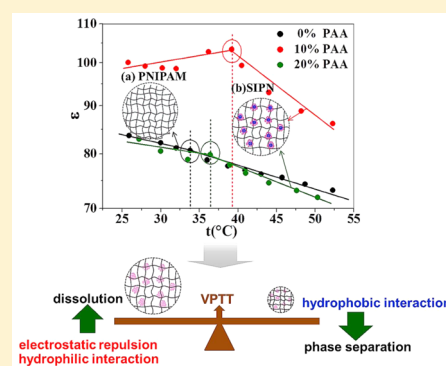 100
90
80
70
ε
0% PAA
10% PAA
20% PAA
(a) PNIPAM
(b)SIPN
20 25 30 35 40 45 50 55
t(°C)
dissolution
VPTT
hydrophobic interaction
electrostatic repulsion
hydrophilic interaction
phase separation